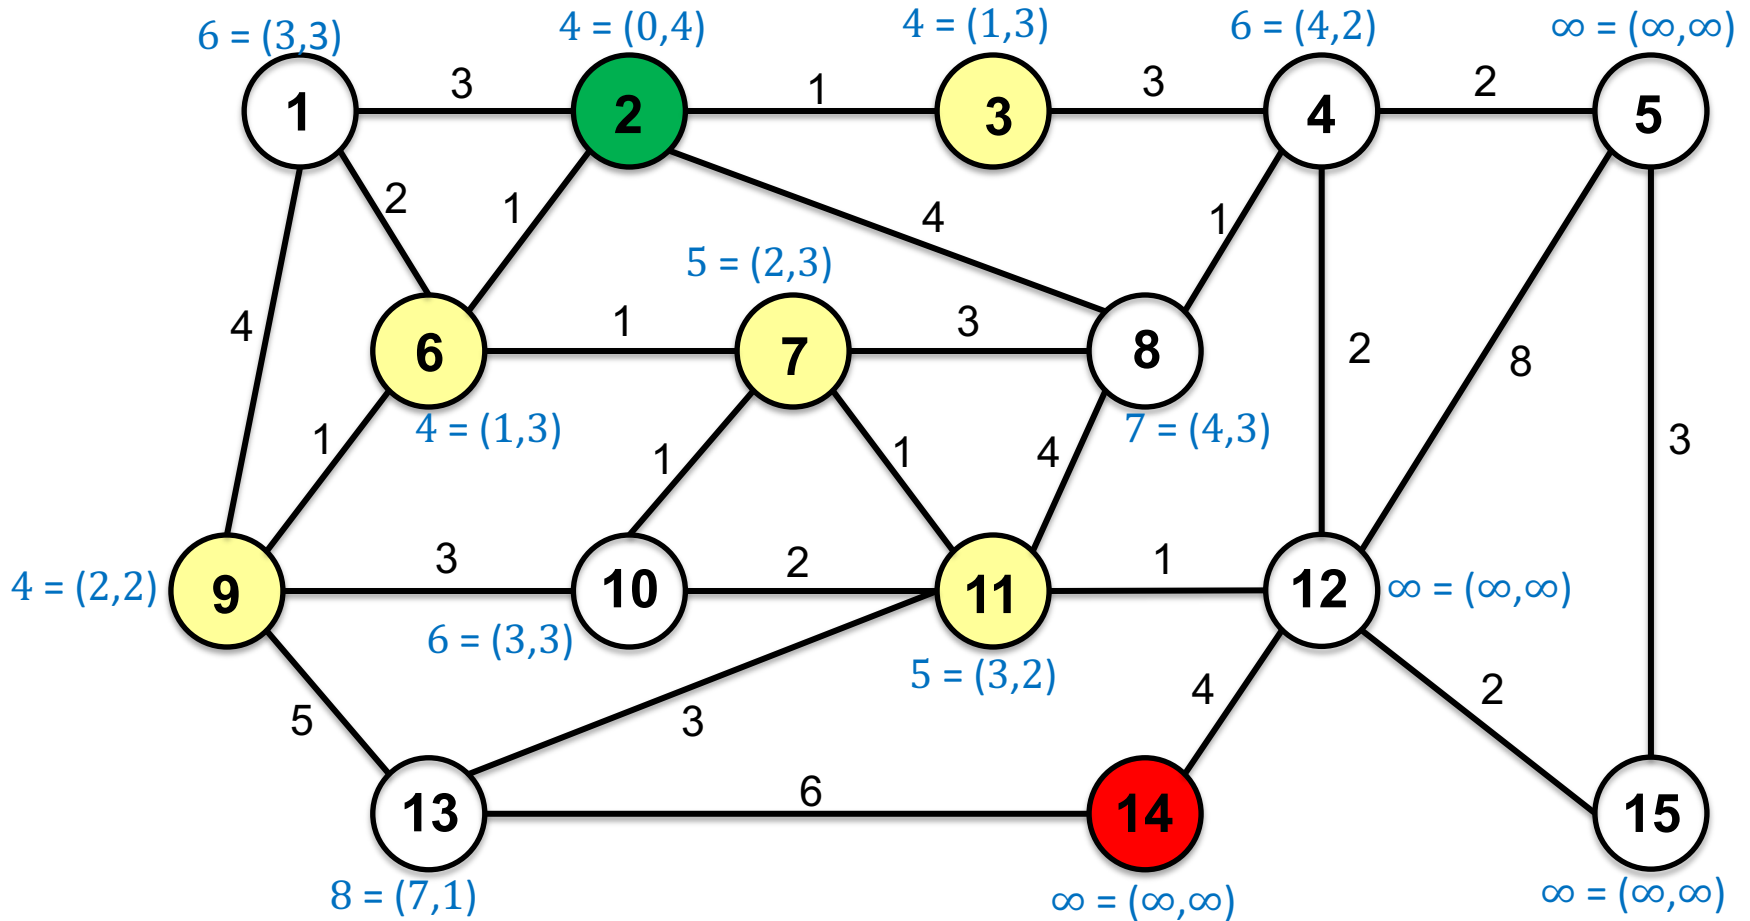 6 = (3,3)
4 = (0,4)
4 = (1,3)
6 = (4,2)
∞ = (∞,∞)
1
3
2
1
3
3
4
2
5
2
1
4
1
5 = (2,3)
4
6
1
7
3
8
2
8
4 = (1,3)
7 = (4,3)
3
1
1
1
4
4 = (2,2)
9
3
10
2
11
1
12
∞ = (∞,∞)
6 = (3,3)
5 = (3,2)
5
3
4
2
13
6
14
15
8 = (7,1)
∞ = (∞,∞)
∞ = (∞,∞)